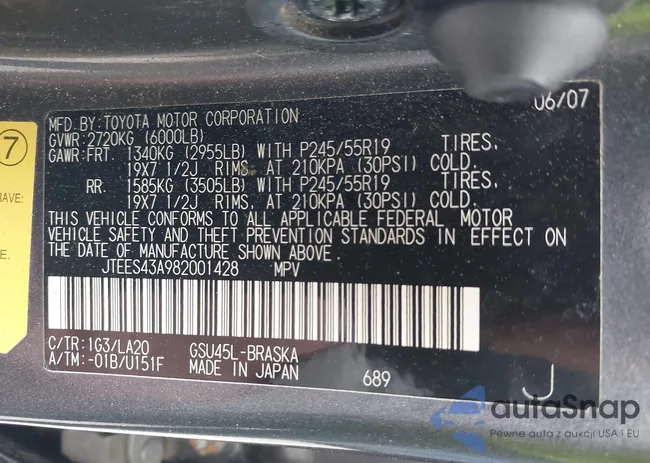 06/07
MFD.BY:TOYOTA MOTOR CORPORATION
GVWR:2720KG (6000LB)
GAWR:FRT. 1340KG (2955LB) WITH P245/55R19 TIRES,
19X7 1/2J RIMS, AT 210KPA (30PSI) COLD.
RR. 1585KG (3505LB) WITH P245/55R19 TIRES,
19X7 1/2J RIMS, AT 210KPA (30PSI) COLD.
THIS VEHICLE CONFORMS TO ALL APPLICABLE FEDERAL MOTOR
VEHICLE SAFETY AND THEFT PREVENTION STANDARDS IN EFFECT ON
THE DATE OF MANUFACTURE SHOWN ABOVE.
JTEES43A982001428 MPV
C/TR:1G3/LA20 GSU45L-BRASKA
A/TM:-01B/U151F MADE IN JAPAN 689 J
7
AVE:
autoSnap
Pewne auto z aukcji USA i EU